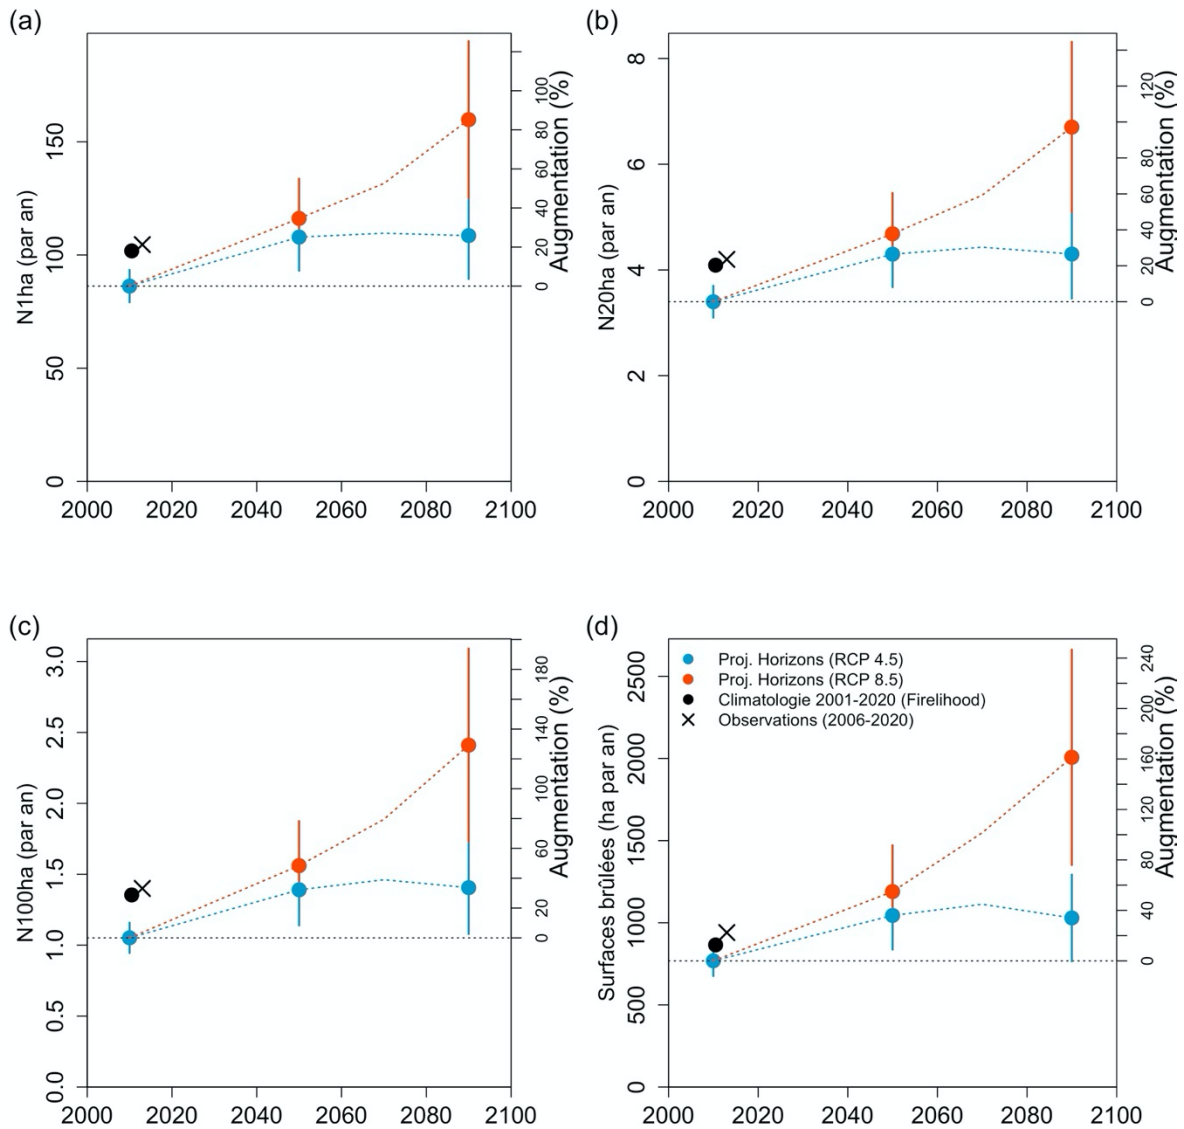 (a)
N1ha (par an)
0 50 100 150
2000 2020 2040 2060 2080 2100
0 20 40 60 80 100
Augmentation (%)
(b)
N20ha (par an)
0 2 4 6 8
2000 2020 2040 2060 2080 2100
0 20 40 60 80 120
Augmentation (%)
(c)
N100ha (par an)
0.0 0.5 1.0 1.5 2.0 2.5 3.0
2000 2020 2040 2060 2080 2100
0 20 60 100 140 180
Augmentation (%)
(d)
Proj. Horizons (RCP 4.5)
Proj. Horizons (RCP 8.5)
Climatologie 2001-2020 (Firelihood)
Observations (2006-2020)
Surfaces brûlées (ha par an)
0 500 1000 1500 2000 2500
2000 2020 2040 2060 2080 2100
0 40 80 160 200 240
Augmentation (%)